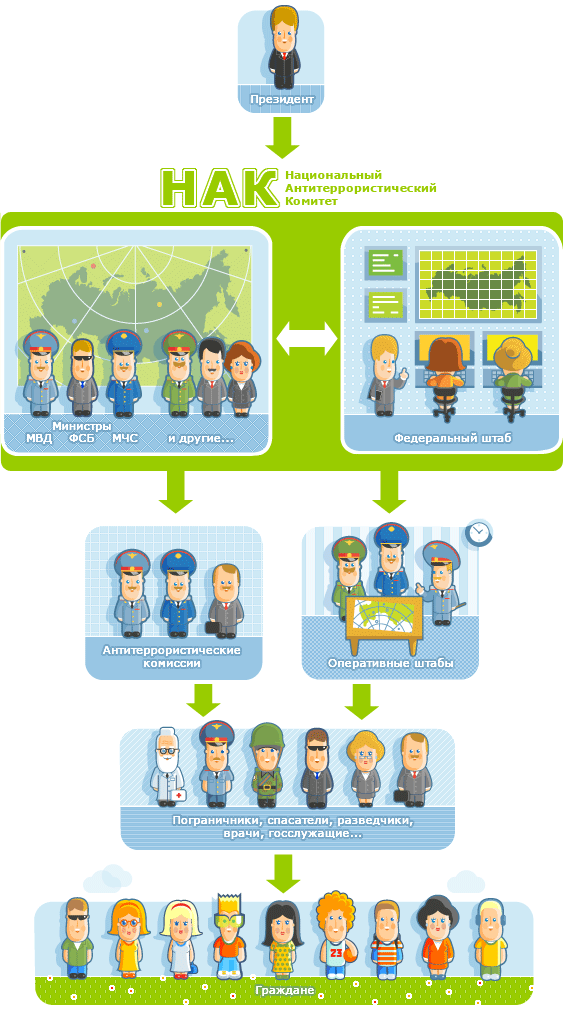 Президент
НАК
Национальный
Антитеррористический
Комитет
Министры
МВД ФСБ МЧС и другие...
Федеральный штаб
Антитеррористические
комиссии
Оперативные штабы
Пограничники, спасатели, разведчики,
врачи, госслужащие...
23
Граждане